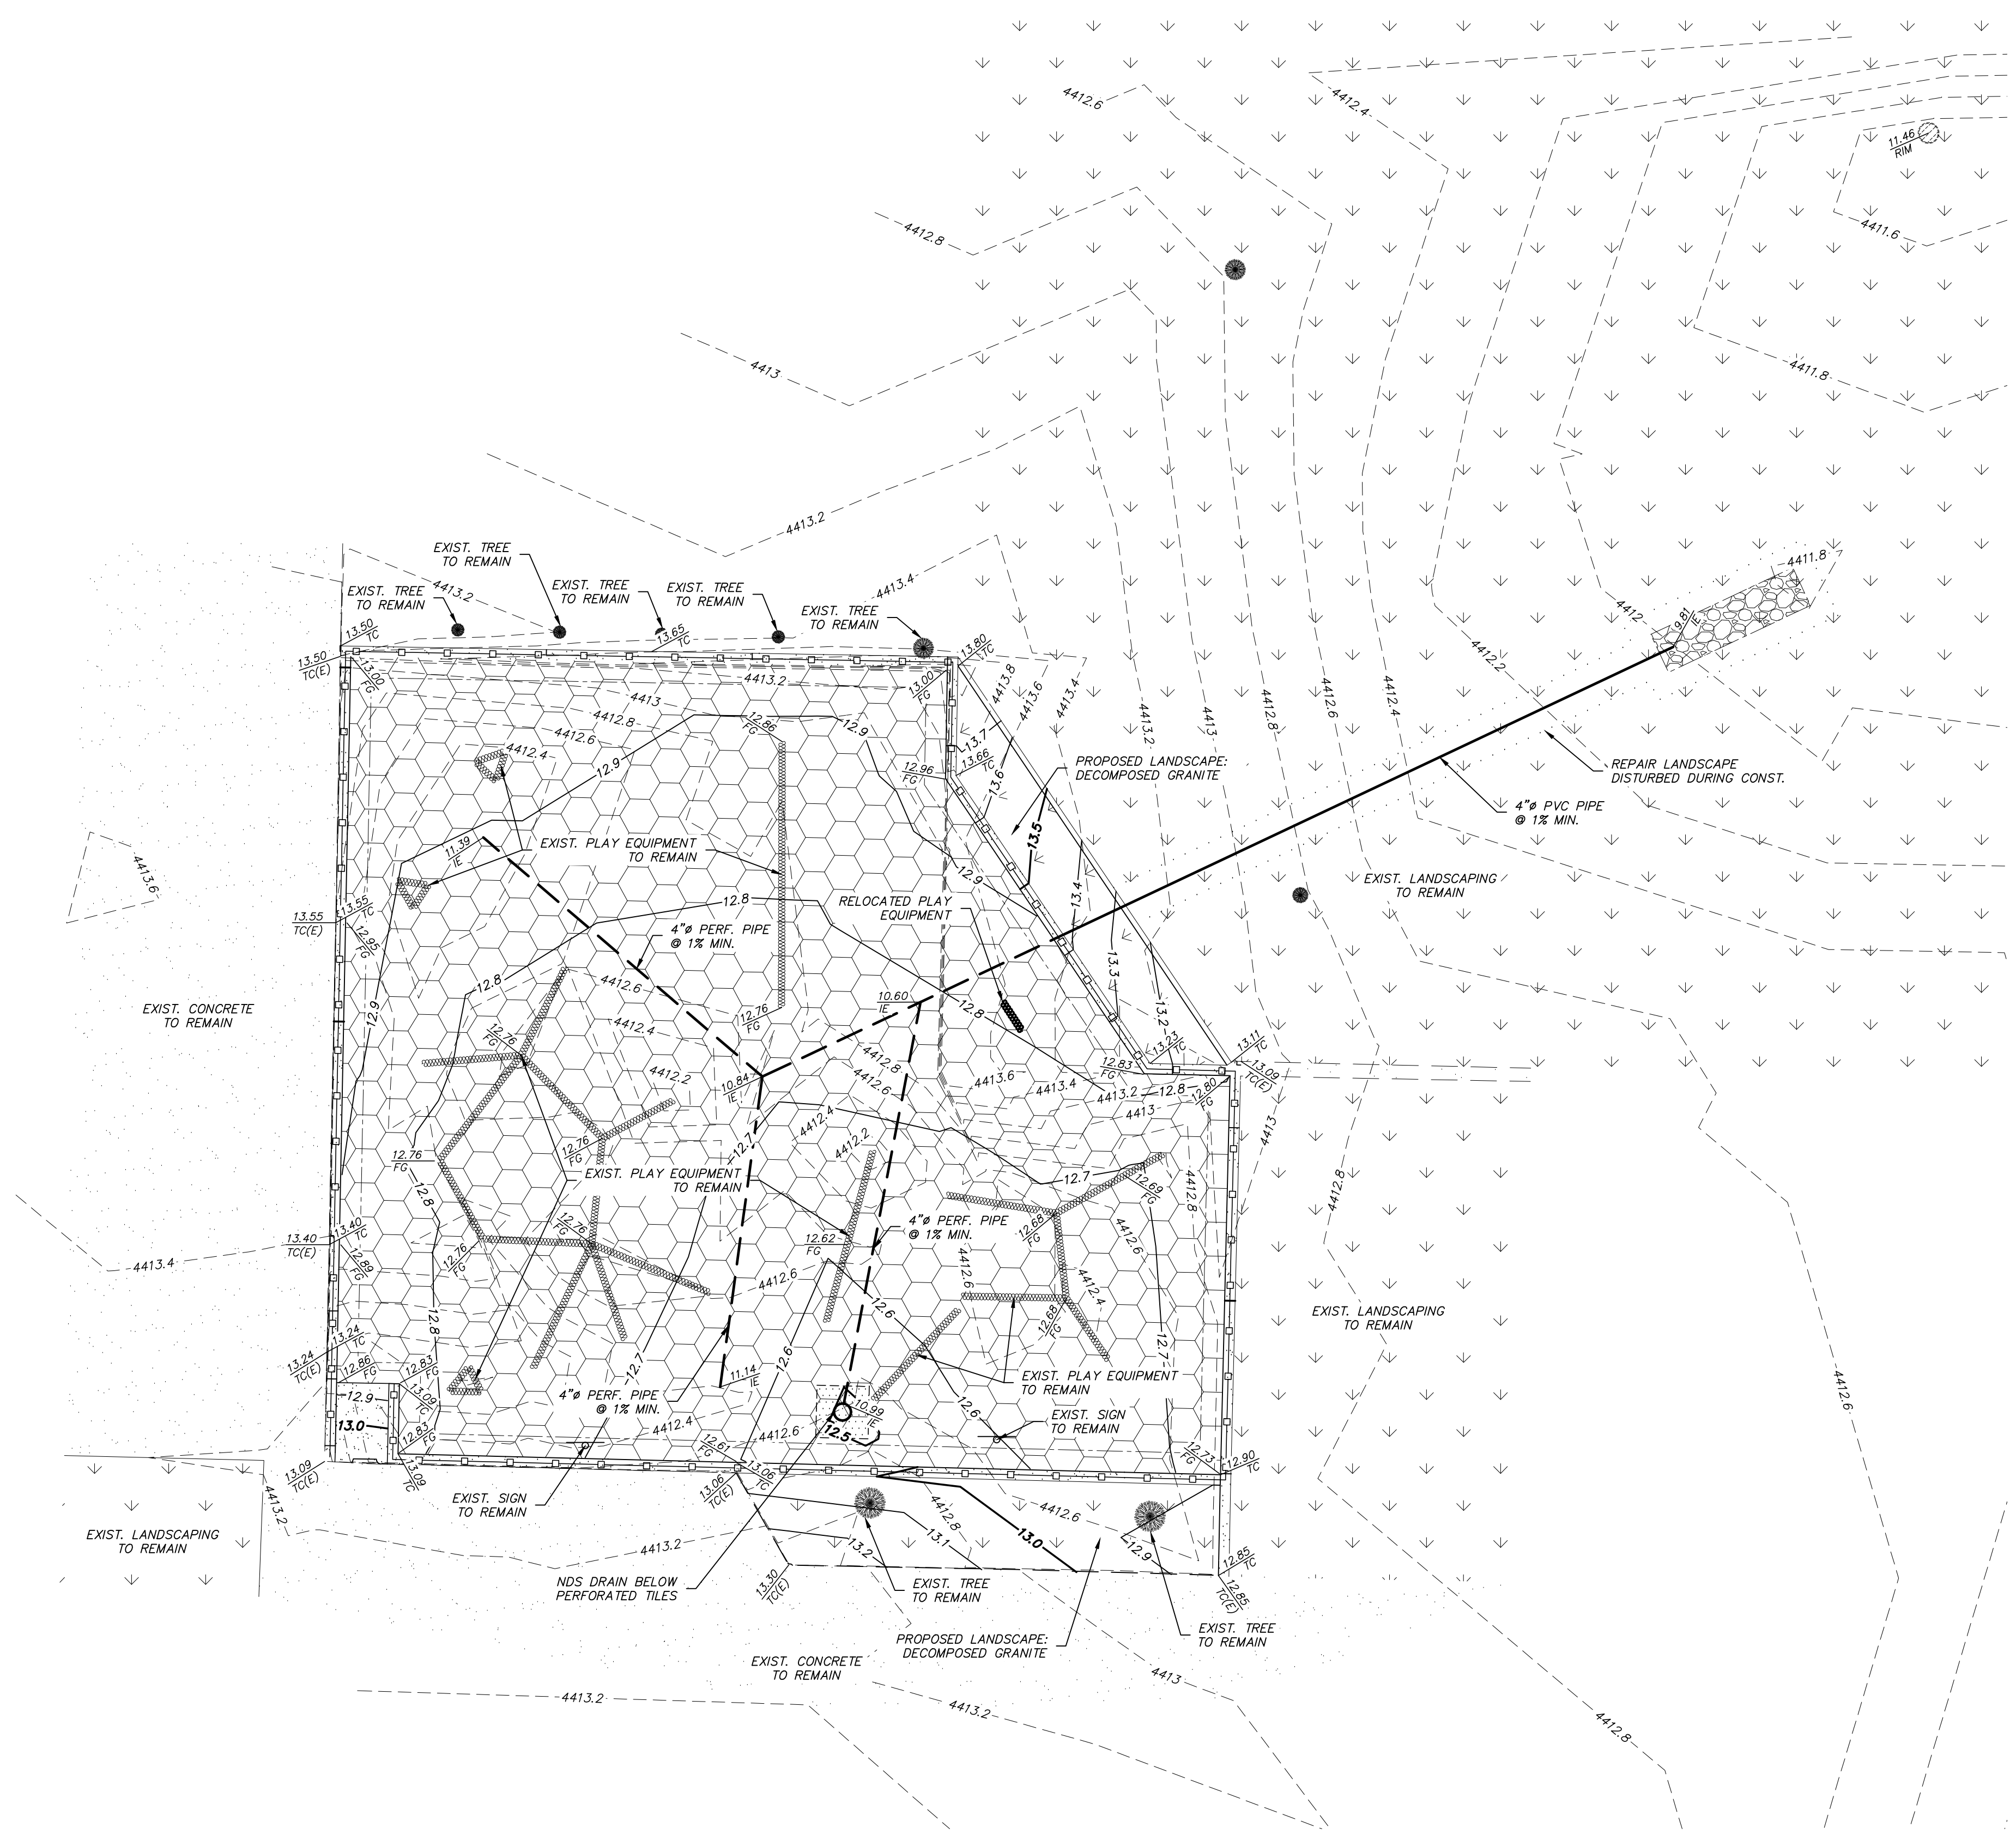 4412.6
4412.4
11.46
RIM
4411.6
4412.8
4413
4411.8
4413.2
EXIST. TREE
TO REMAIN
EXIST. TREE
TO REMAIN
EXIST. TREE
TO REMAIN
EXIST. TREE
TO REMAIN
EXIST. TREE
TO REMAIN
4413.2
4413.4
4411.8
13.50
TC
13.65
TC
13.80
TC
13.50
TC(E)
13.00
FG
13.00
FG
4413.2
4413
4412.8
4412.6
4412.4
12.86
FG
12.9
12.9
4413.8
4413.6
4413.4
4413.2
4413
4412.8
4412.6
4412.4
4412.2
4412
9.81
IE
13.7
13.66
TC
12.96
FG
13.6
PROPOSED LANDSCAPE:
DECOMPOSED GRANITE
REPAIR LANDSCAPE
DISTURBED DURING CONST.
4"ø PVC PIPE
@ 1% MIN.
11.39
IE
EXIST. PLAY EQUIPMENT
TO REMAIN
13.5
13.4
12.9
4413.6
EXIST. LANDSCAPING
TO REMAIN
RELOCATED PLAY
EQUIPMENT
12.8
13.55
TC(E)
13.55
TC
12.95
FG
4"ø PERF. PIPE
@ 1% MIN.
13.3
13.2
12.8
12.9
4412.6
4412.4
12.76
FG
10.60
IE
12.8
EXIST. CONCRETE
TO REMAIN
12.76
FG
4412.2
10.84
IE
4412.8
4412.6
4412.4
4412.2
12.83
FG
13.23
TC
13.11
TC
13.09
TC(E)
12.80
FG
4413.6
4413.4
4413.2
12.8
4413
4413
12.7
12.76
FG
12.76
FG
EXIST. PLAY EQUIPMENT
TO REMAIN
12.7
12.69
FG
4412.8
4412.8
12.8
13.40
TC(E)
13.40
TC
12.89
FG
12.76
FG
12.76
FG
12.62
FG
4"ø PERF. PIPE
@ 1% MIN.
12.68
FG
4412.6
4412.6
4412.4
4413.4
4412.6
12.6
12.68
FG
EXIST. LANDSCAPING
TO REMAIN
12.8
13.24
TC(E)
13.24
TC
12.86
FG
12.83
FG
12.7
12.6
12.7
11.14
IE
EXIST. PLAY EQUIPMENT
TO REMAIN
4"ø PERF. PIPE
@ 1% MIN.
12.9
13.0
13.09
TC
12.83
FG
4412.4
4412.6
10.99
IE
12.5
12.6
EXIST. SIGN
TO REMAIN
4412.6
12.61
FG
12.73
FG
12.90
TC
13.09
TC(E)
13.09
TC
13.06
TC(E)
13.06
TC
4413.2
EXIST. SIGN
TO REMAIN
4412.8
4412.6
EXIST. LANDSCAPING
TO REMAIN
4413.2
13.2
13.1
13.0
12.9
12.85
TC
12.85
TC(E)
NDS DRAIN BELOW
PERFORATED TILES
13.30
TC(E)
EXIST. TREE
TO REMAIN
EXIST. TREE
TO REMAIN
PROPOSED LANDSCAPE:
DECOMPOSED GRANITE
EXIST. CONCRETE
TO REMAIN
4413
4413.2
4413.2
4412.8